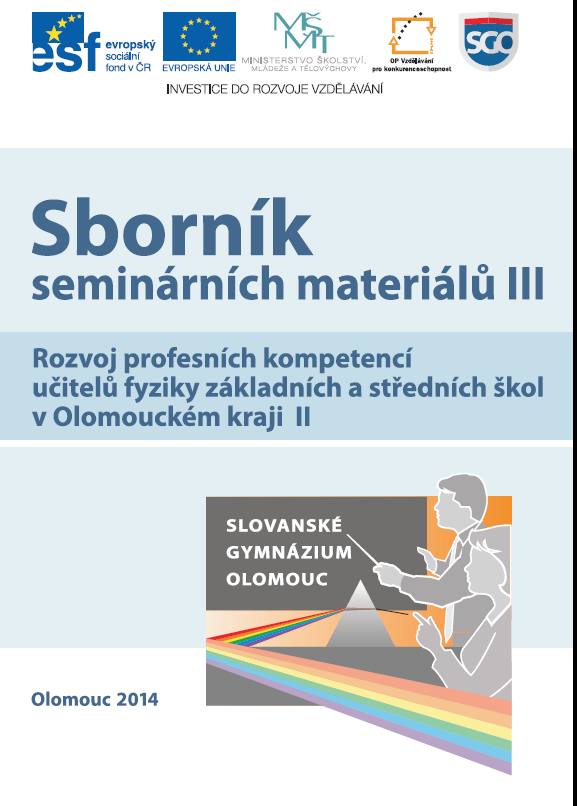 esf evropský
sociální
fond v ČR
EVROPSKÁ UNIE
MŠ
MT
MINISTERSTVO ŠKOLSTVÍ,
MLÁDEŽE A TĚLOVÝCHOVY
OP Vzdělávání
pro konkurenceschopnost
SGO
INVESTICE DO ROZVOJE VZDĚLÁVÁNÍ
Sborník
seminárních materiálů III
Rozvoj profesních kompetencí
učitelů fyziky základních a středních škol
v Olomouckém kraji II
SLOVANSKÉ
GYMNÁZIUM
OLOMOUC
Olomouc 2014